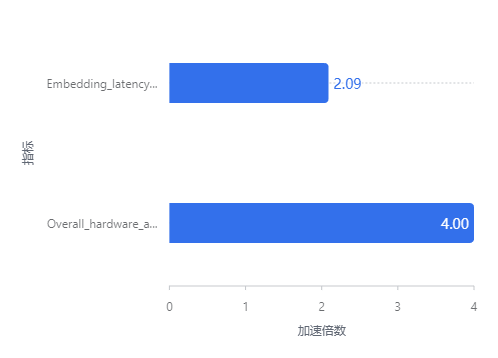 Embedding_latency...
2.09
指标
Overall_hardware_a...
4.00
0 1 2 3 4
加速倍数